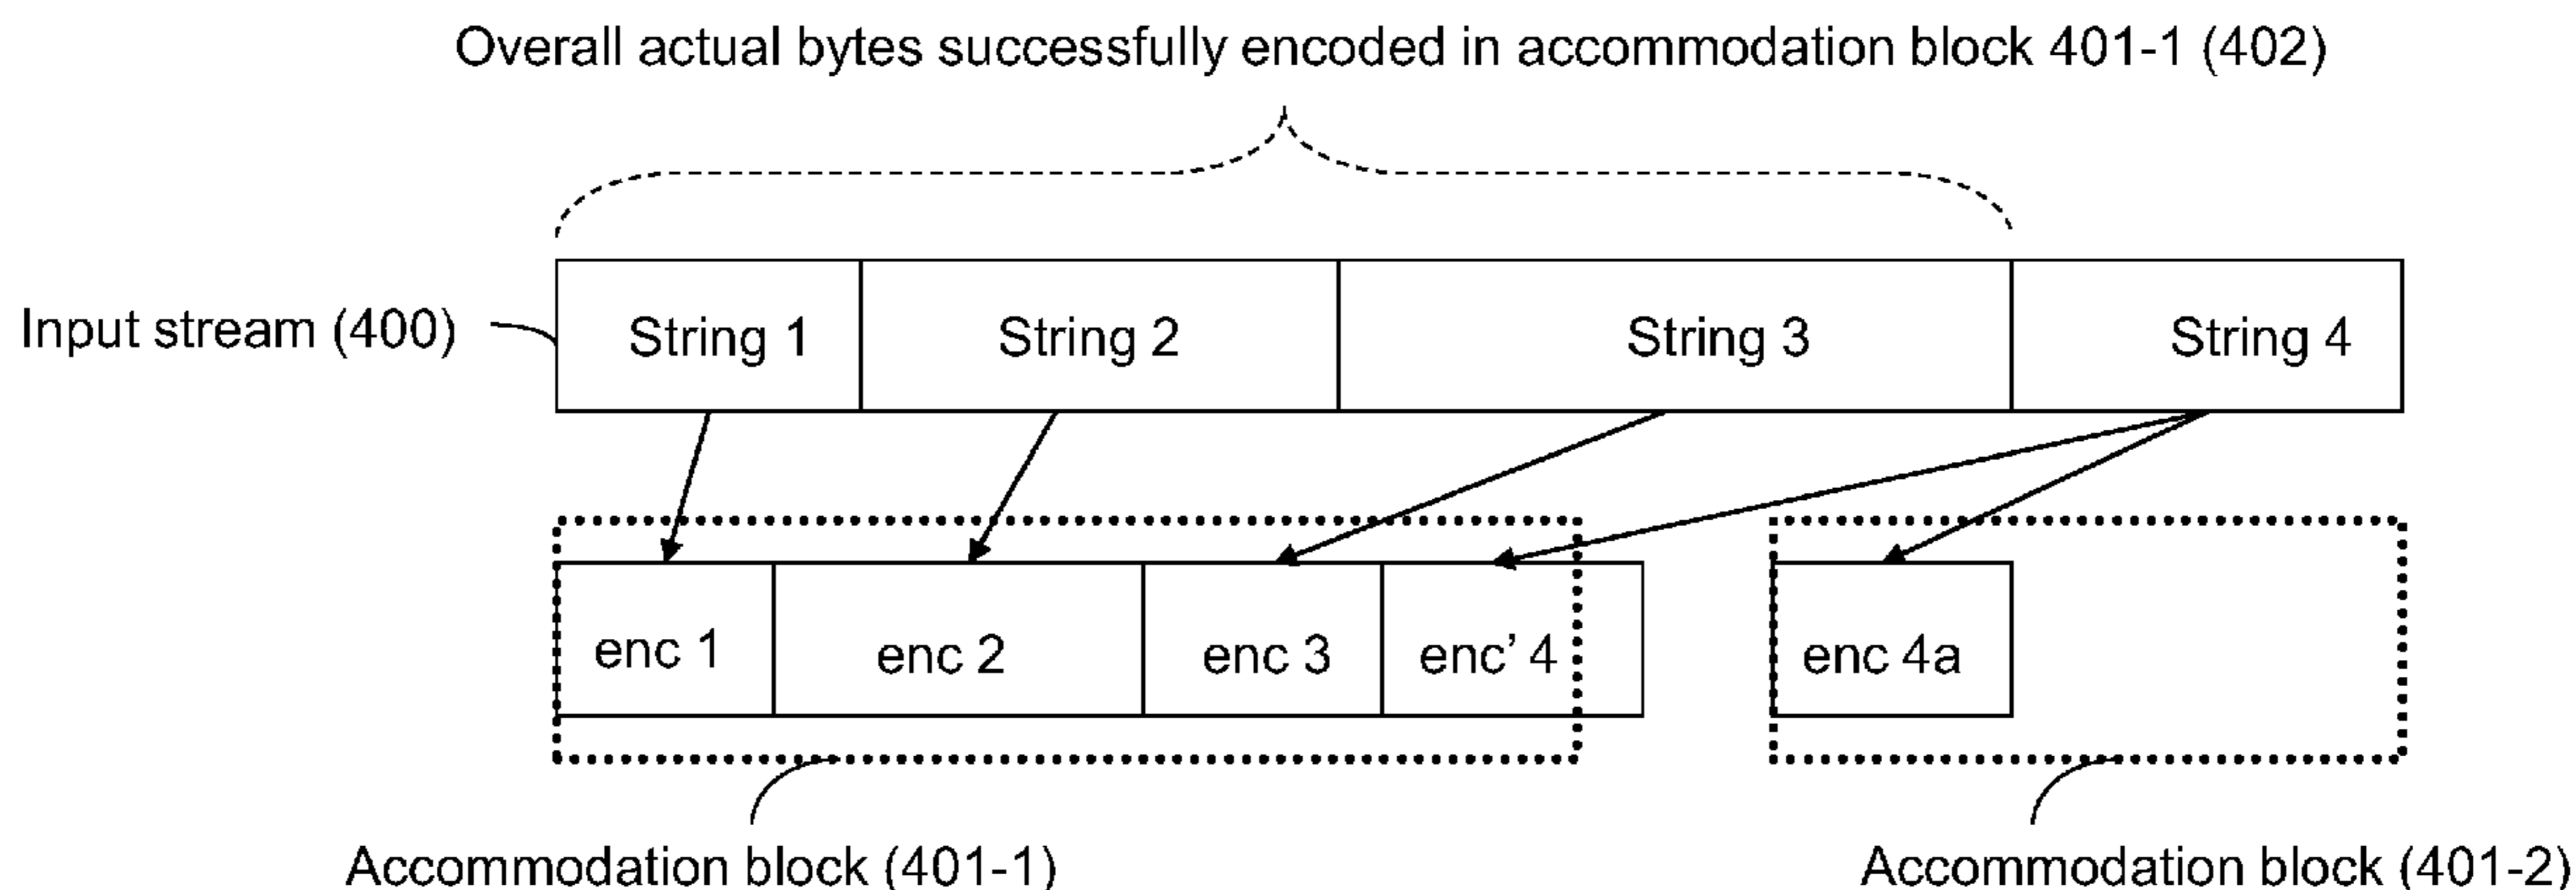 Overall actual bytes successfully encoded in accommodation block 401-1 (402)
Input stream (400)
String 1
String 2
String 3
String 4
enc 1
enc 2
enc 3
enc’ 4
enc 4a
Accommodation block (401-1)
Accommodation block (401-2)